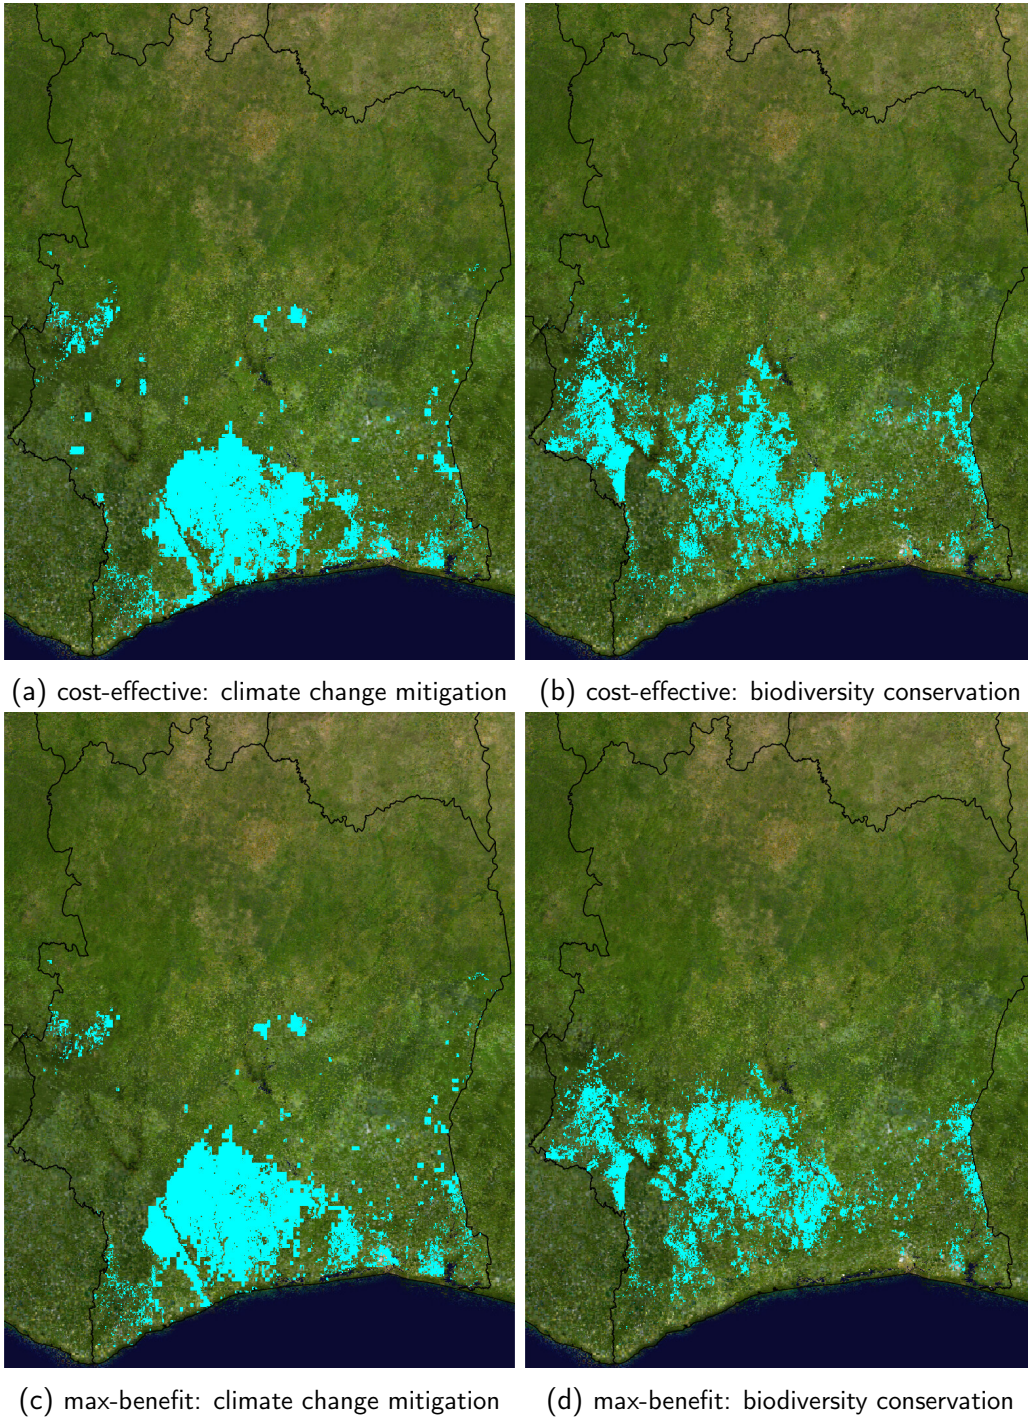 (a) cost-effective: climate change mitigation
(b) cost-effective: biodiversity conservation
(c) max-benefit: climate change mitigation
(d) max-benefit: biodiversity conservation